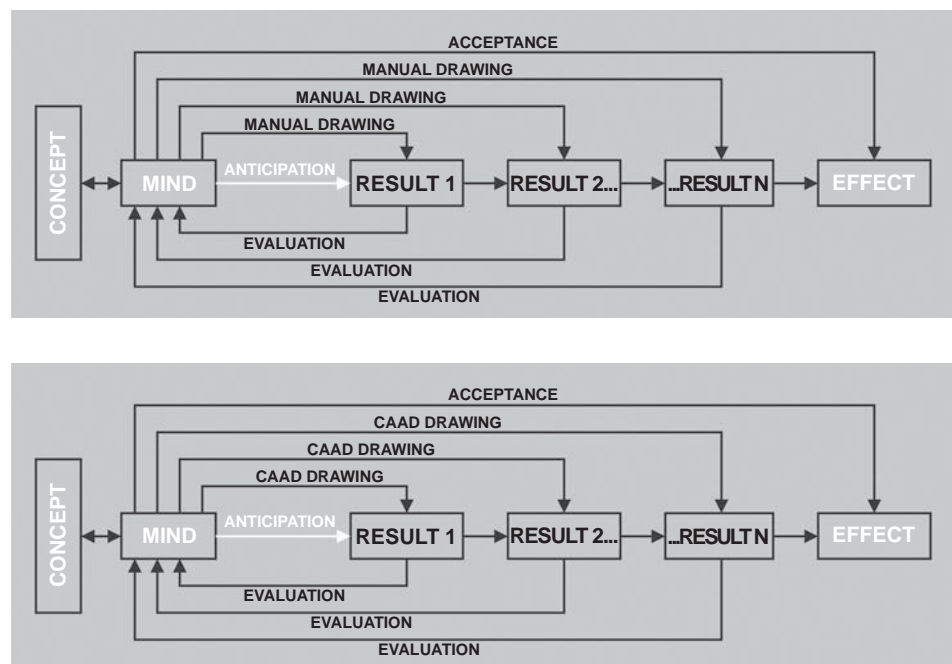 ACCEPTANCE
MANUAL DRAWING
MANUAL DRAWING
MANUAL DRAWING
CONCEPT
MIND
ANTICIPATION
RESULT 1
RESULT 2...
...RESULT N
EFFECT
EVALUATION
EVALUATION
EVALUATION
ACCEPTANCE
CAAD DRAWING
CAAD DRAWING
CAAD DRAWING
CONCEPT
MIND
ANTICIPATION
RESULT 1
RESULT 2...
...RESULT N
EFFECT
EVALUATION
EVALUATION
EVALUATION